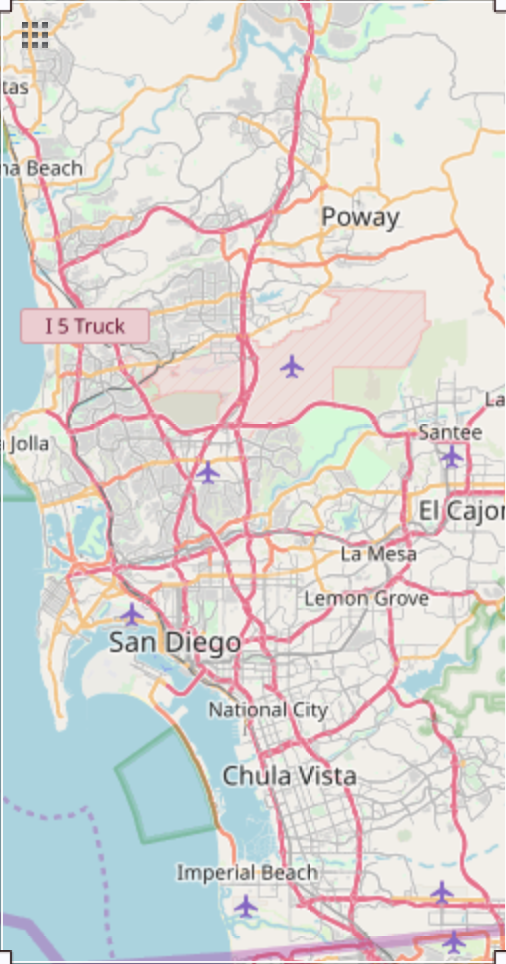 tas
na Beach
Poway
I 5 Truck
La
Santee
a Jolla
El Cajon
La Mesa
Lemon Grove
San Diego
National City
Chula Vista
Imperial Beach